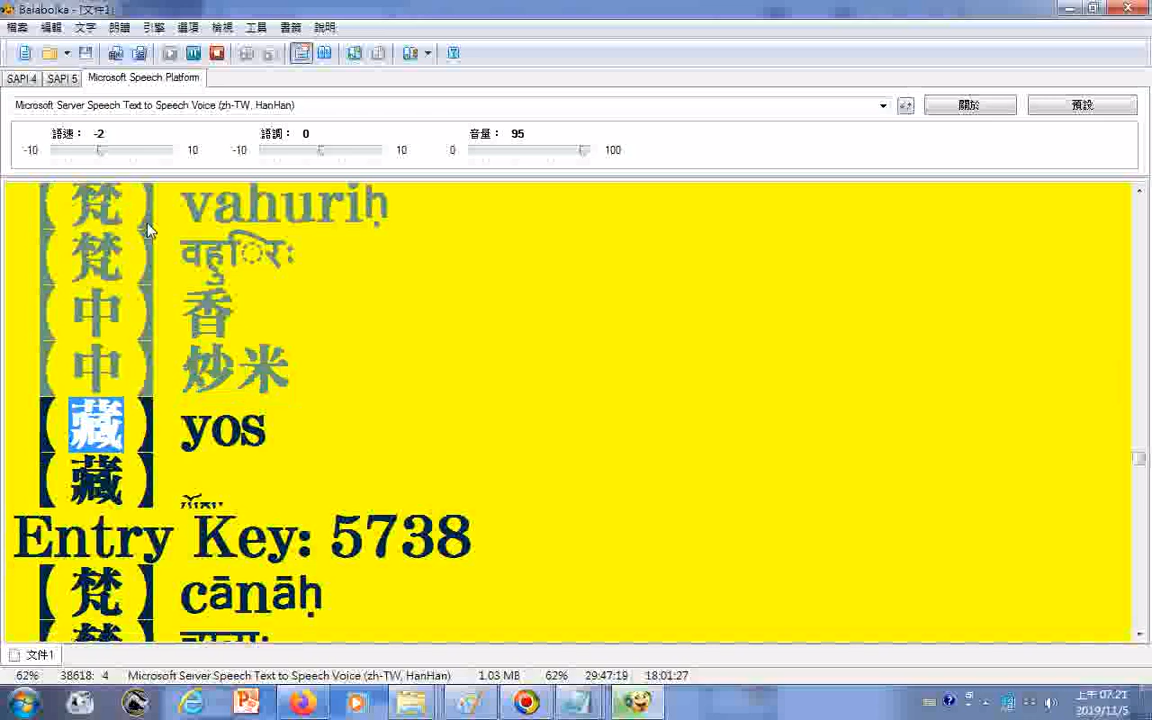 Balabolka - [文件1]
檔案 編輯 文字 朗讀 引擎 選項 檢視 工具 書籤 說明
SAPI 4 SAPI 5 Microsoft Speech Platform
Microsoft Server Speech Text to Speech Voice (zh-TW, HanHan) 關於 預設
語速： -2 語調： 0 音量： 95
-10 10 -10 10 0 100
【梵】 vahuriḥ
【梵】
【中】 香
【中】 炒米
【藏】 yos
【藏】
Entry Key: 5738
【梵】 cānāḥ
文件1
62% 38618: 4 Microsoft Server Speech Text to Speech Voice (zh-TW, HanHan) 1.03 MB 62% 29:47:19 18:01:27
上午 07:21
2019/11/5